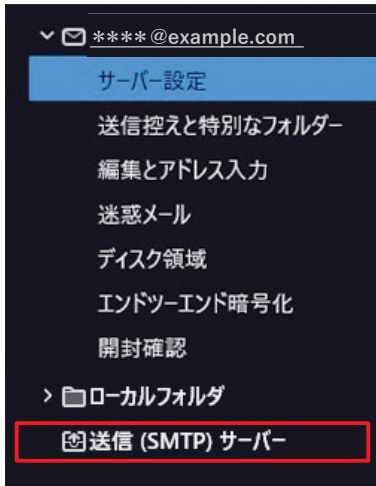 ****@example.com
サーバー設定
送信控えと特別なフォルダー
編集とアドレス入力
迷惑メール
ディスク領域
エンドツーエンド暗号化
開封確認
ローカルフォルダ
送信 (SMTP) サーバー